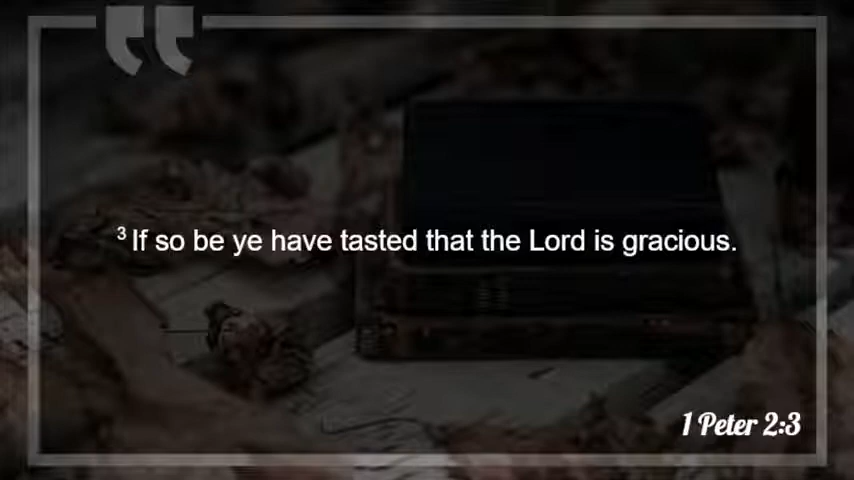 ³ If so be ye have tasted that the Lord is gracious.
1 Peter 2:3